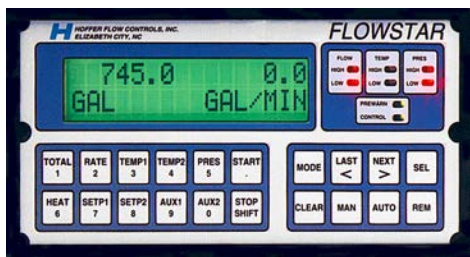 H HOFFER FLOW CONTROLS, INC.
ELIZABETH CITY, NC
FLOWSTAR
745.0 0.0
GAL GAL/MIN
FLOW TEMP PRES
HIGH HIGH HIGH
LOW LOW LOW
PREWARN
CONTROL
TOTAL RATE TEMP1 TEMP2 PRES START
1 2 3 4 5 .
HEAT SETP1 SETP2 AUX1 AUX2 STOP
6 7 8 9 0 SHIFT
MODE LAST NEXT SEL
< >
CLEAR MAN AUTO REM